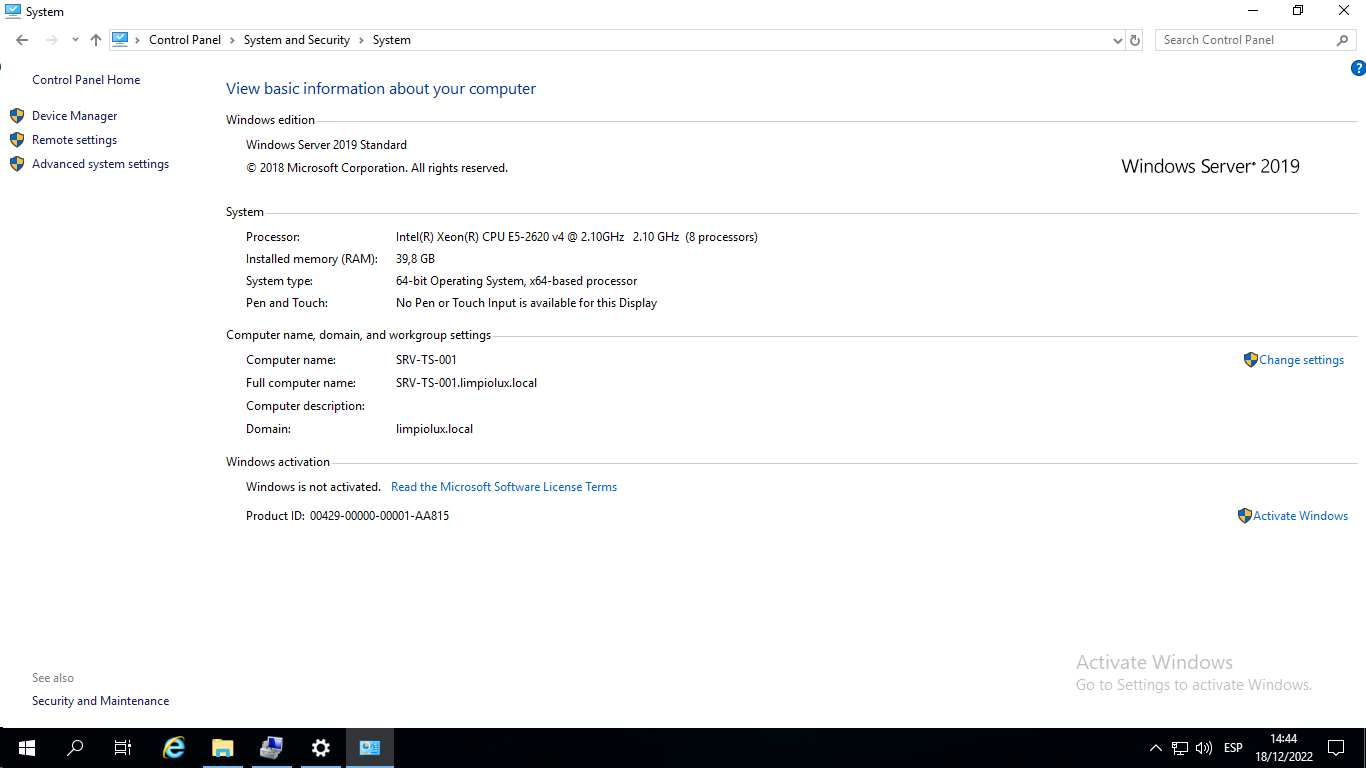 System
Control Panel > System and Security > System
Search Control Panel
Control Panel Home
Device Manager
Remote settings
Advanced system settings
View basic information about your computer
Windows edition
Windows Server 2019 Standard
© 2018 Microsoft Corporation. All rights reserved.
Windows Server® 2019
System
Processor: Intel(R) Xeon(R) CPU E5-2620 v4 @ 2.10GHz 2.10 GHz (8 processors)
Installed memory (RAM): 39,8 GB
System type: 64-bit Operating System, x64-based processor
Pen and Touch: No Pen or Touch Input is available for this Display
Computer name, domain, and workgroup settings
Computer name: SRV-TS-001
Change settings
Full computer name: SRV-TS-001.limpiolux.local
Computer description:
Domain: limpiolux.local
Windows activation
Windows is not activated. Read the Microsoft Software License Terms
Product ID: 00429-00000-00001-AA815
Activate Windows
See also
Security and Maintenance
Activate Windows
Go to Settings to activate Windows.
ESP
14:44
18/12/2022